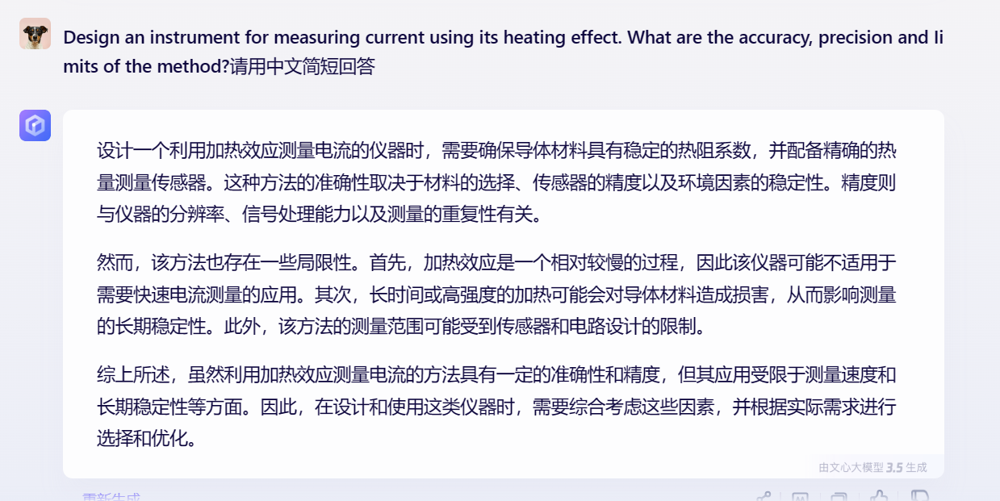 Design an instrument for measuring current using its heating effect. What are the accuracy, precision and li
mits of the method?请用中文简短回答
设计一个利用加热效应测量电流的仪器时，需要确保导体材料具有稳定的热阻系数，并配备精确的热
量测量传感器。这种方法的准确性取决于材料的选择、传感器的精度以及环境因素的稳定性。精度则
与仪器的分辨率、信号处理能力以及测量的重复性有关。
然而，该方法也存在一些局限性。首先，加热效应是一个相对较慢的过程，因此该仪器可能不适用于
需要快速电流测量的应用。其次，长时间或高强度的加热可能会对导体材料造成损害，从而影响测量
的长期稳定性。此外，该方法的测量范围可能受到传感器和电路设计的限制。
综上所述，虽然利用加热效应测量电流的方法具有一定的准确性和精度，但其应用受限于测量速度和
长期稳定性等方面。因此，在设计和使用这类仪器时，需要综合考虑这些因素，并根据实际需求进行
选择和优化。
由文心大模型 3.5 生成
重新生成